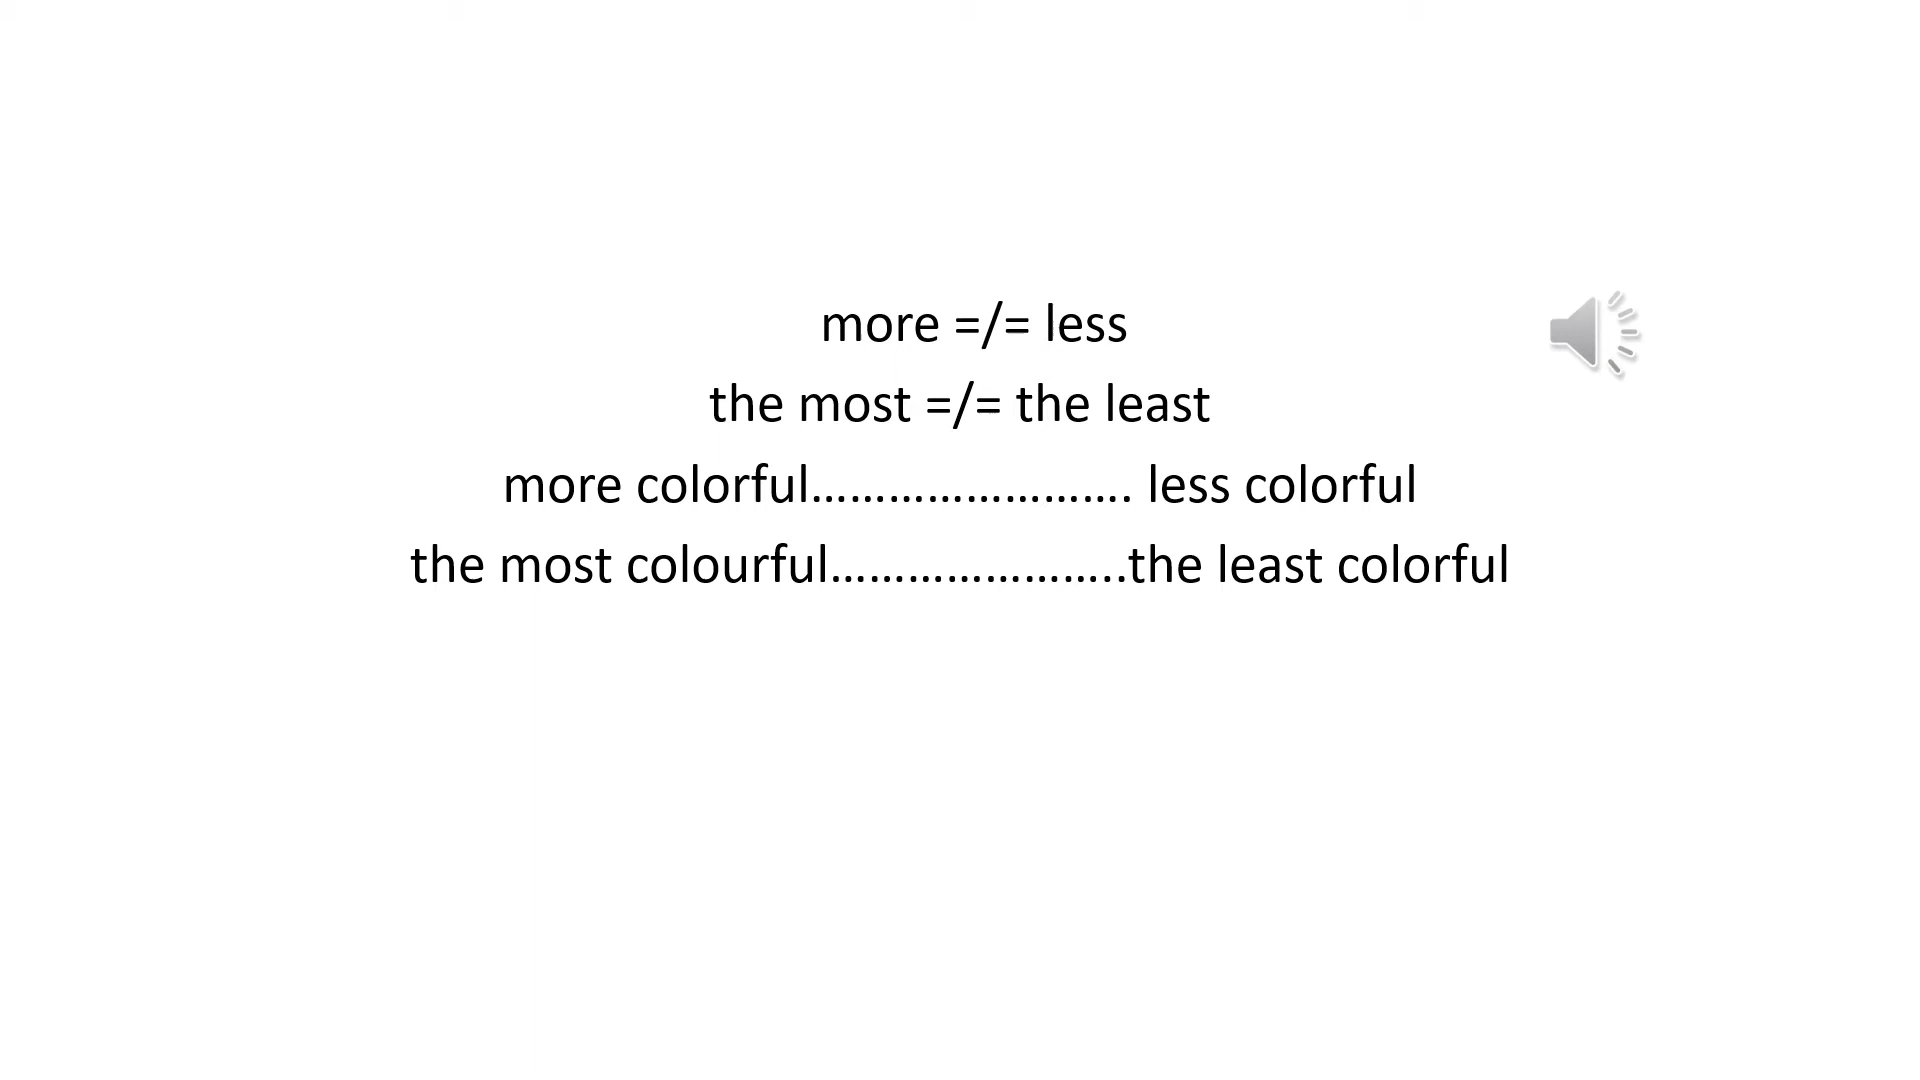 more =/= less
the most =/= the least
more colorful……………………. less colorful
the most colourful…………………..the least colorful